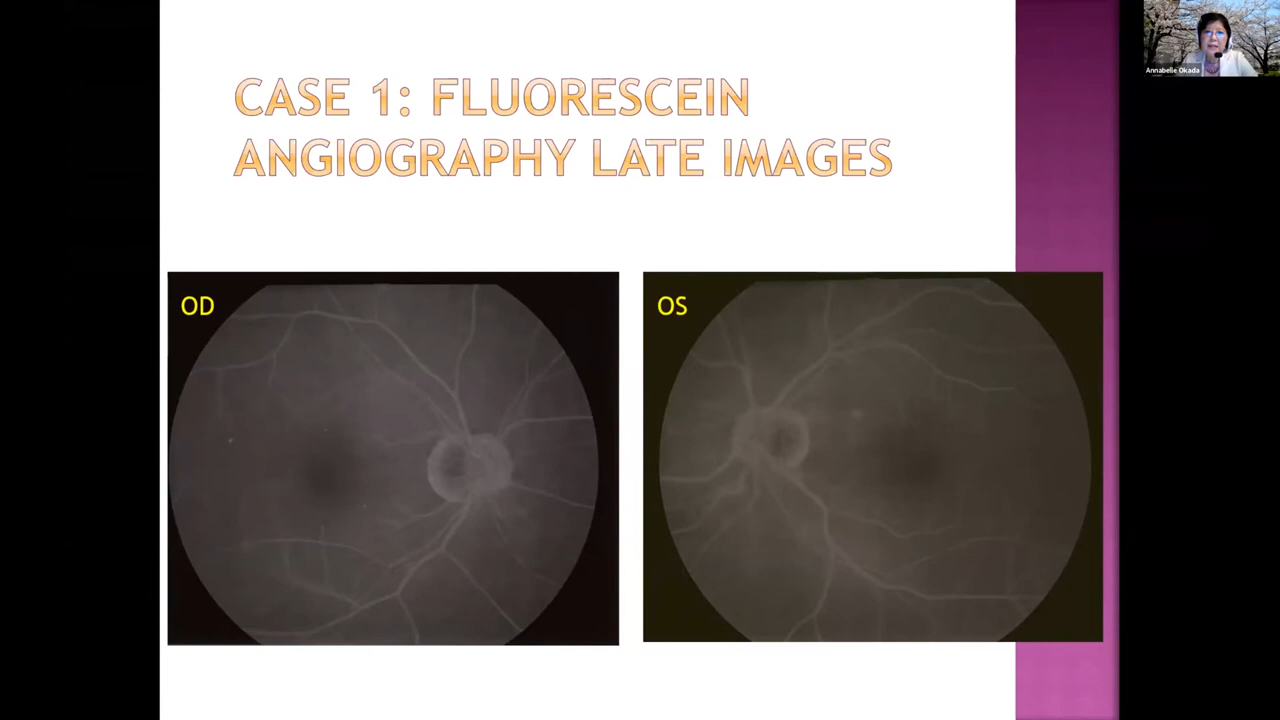 CASE 1: FLUORESCEIN
ANGIOGRAPHY LATE IMAGES
OD
OS
Annabelle Okada